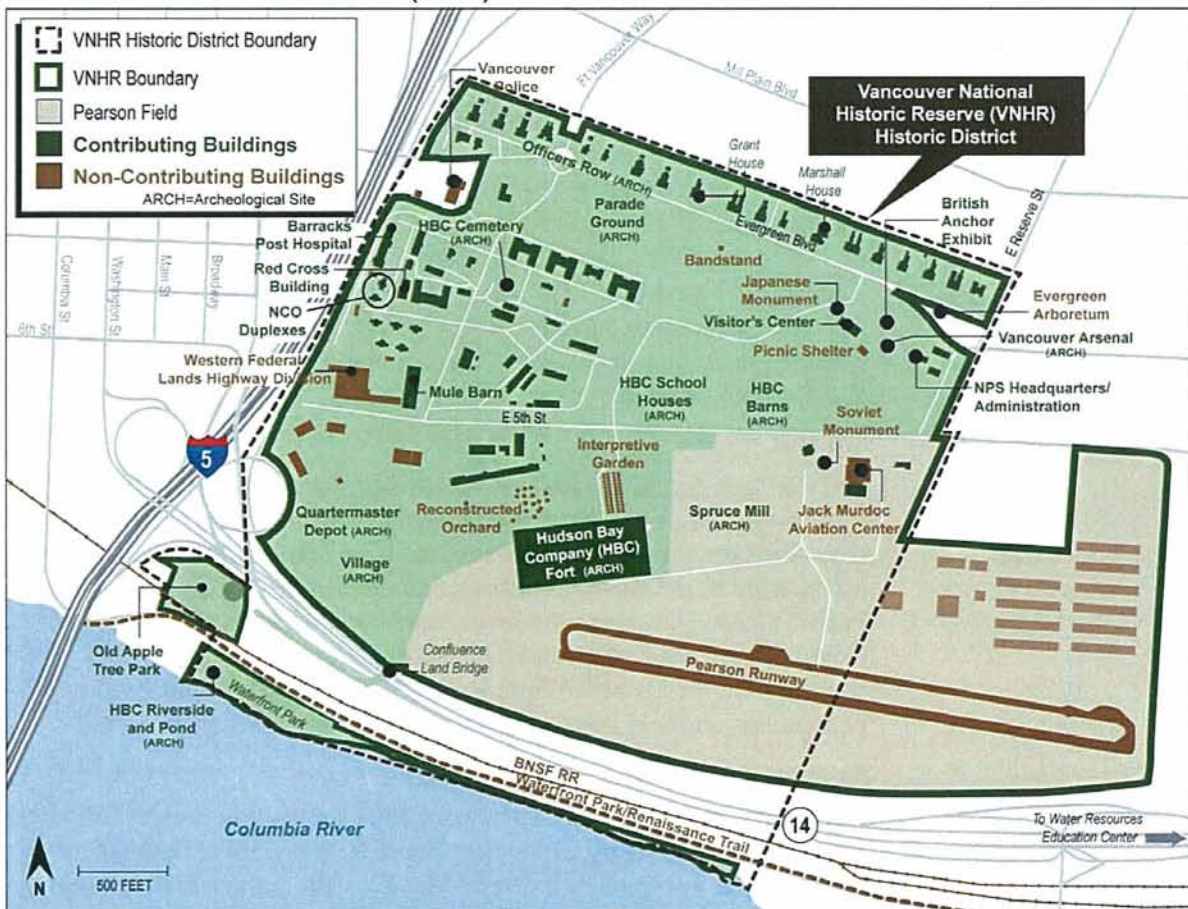 VNHR Historic District Boundary
VNHR Boundary
Pearson Field
Contributing Buildings
Non-Contributing Buildings
ARCH=Archeological Site
Vancouver
Police
Ft Vancouver Way
Mill Plain Blvd
Vancouver National
Historic Reserve (VNHR)
Historic District
Officers Row (ARCH)
Grant
House
Marshall
House
Evergreen Blvd
British
Anchor
Exhibit
E Reserve St
Parade
Ground
(ARCH)
Barracks
Post Hospital
HBC Cemetery
(ARCH)
Red Cross
Building
NCO
Duplexes
Columbia St
Washington St
Main St
Broadway
6th St
Bandstand
Japanese
Monument
Visitor's Center
Picnic Shelter
Evergreen
Arboretum
Vancouver Arsenal
(ARCH)
NPS Headquarters/
Administration
Western Federal
Lands Highway Division
Mule Barn
E 5th St
HBC School
Houses
(ARCH)
HBC
Barns
(ARCH)
Soviet
Monument
5
Interpretive
Garden
Quartermaster
Depot (ARCH)
Reconstructed
Orchard
Hudson Bay
Company (HBC)
Fort (ARCH)
Spruce Mill
(ARCH)
Jack Murdoc
Aviation Center
Village
(ARCH)
Old Apple
Tree Park
Confluence
Land Bridge
Pearson Runway
HBC Riverside
and Pond
(ARCH)
Waterfront Park
BNSF RR
Waterfront Park/Renaissance Trail
14
Columbia River
To Water Resources
Education Center
N
500 FEET